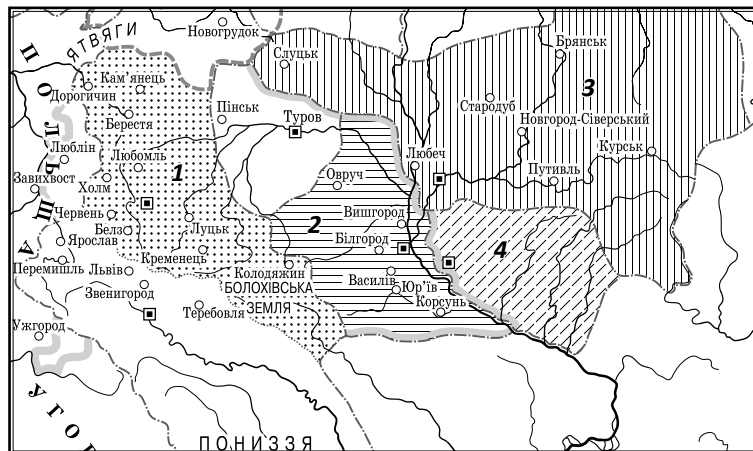 ЯТВЯГИ
Новогрудок
Слуцьк
Брянськ
ПОЛЬЩА
Кам’янець
Дорогичин
Пінськ
Стародуб
3
Берестя
Туров
Новгород-Сіверський
Люблін
Любомль
1
Любеч
Курськ
Завихвост
Холм
Овруч
Путивль
Червень
Вишгород
Белз
Луцьк
2
Ярослав
Білгород
4
Кременець
Перемишль
Львів
Колодяжин
Василів
Звенигород
БОЛОХІВСЬКА
Юр’їв
ЗЕМЛЯ
Корсунь
Теребовля
Ужгород
УГОР
ПОНИЗЗЯ